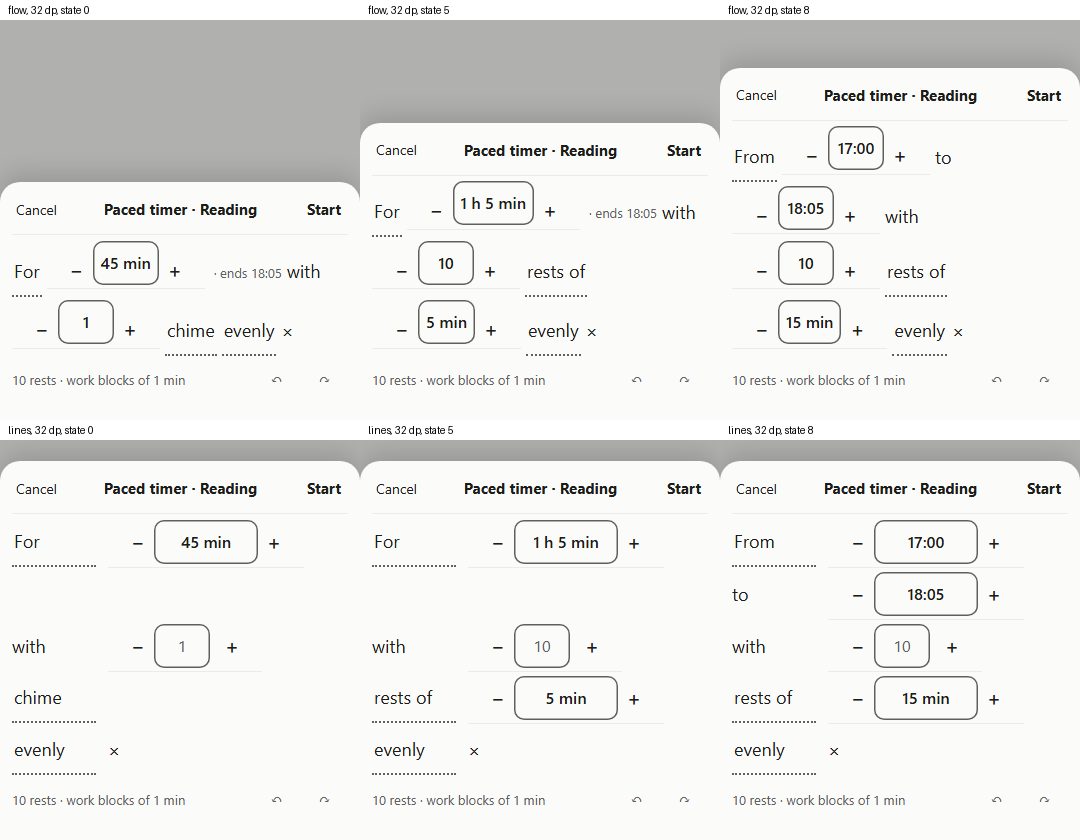 flow, 32 dp, state 0
Cancel Paced timer · Reading Start
For − 45 min + · ends 18:05 with
− 1 + chime evenly ×
10 rests · work blocks of 1 min ↶ ↷
flow, 32 dp, state 5
Cancel Paced timer · Reading Start
For − 1 h 5 min + · ends 18:05 with
− 10 + rests of
− 5 min + evenly ×
10 rests · work blocks of 1 min ↶ ↷
flow, 32 dp, state 8
Cancel Paced timer · Reading Start
From − 17:00 + to
− 18:05 + with
− 10 + rests of
− 15 min + evenly ×
10 rests · work blocks of 1 min ↶ ↷
lines, 32 dp, state 0
Cancel Paced timer · Reading Start
For − 45 min +
with − 1 +
chime
evenly ×
10 rests · work blocks of 1 min ↶ ↷
lines, 32 dp, state 5
Cancel Paced timer · Reading Start
For − 1 h 5 min +
with − 10 +
rests of − 5 min +
evenly ×
10 rests · work blocks of 1 min ↶ ↷
lines, 32 dp, state 8
Cancel Paced timer · Reading Start
From − 17:00 +
to − 18:05 +
with − 10 +
rests of − 15 min +
evenly ×
10 rests · work blocks of 1 min ↶ ↷